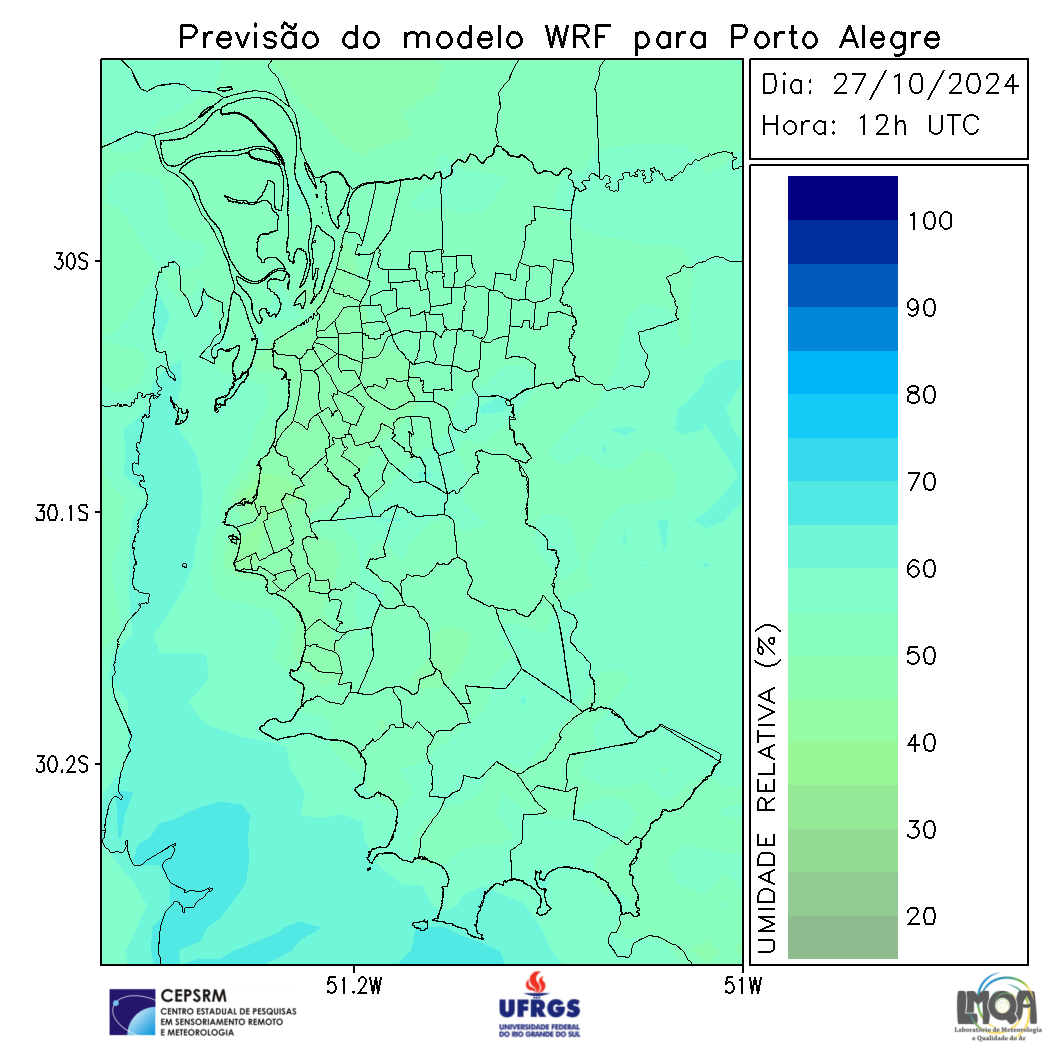 Previsão do modelo WRF para Porto Alegre
Dia: 27/10/2024
Hora: 12h UTC
30S
30.1S
30.2S
51.2W
51W
100
90
80
70
60
50
40
30
20
UMIDADE RELATIVA (%)
CEPSRM
CENTRO ESTADUAL DE PESQUISAS
EM SENSORIAMENTO REMOTO
E METEOROLOGIA
UFRGS
UNIVERSIDADE FEDERAL
DO RIO GRANDE DO SUL
LMQA
Laboratório de Meteorologia
e Qualidade do Ar